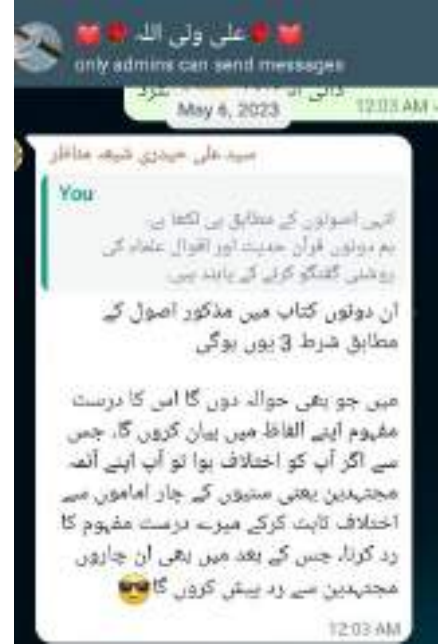 علی ولی اللہ
only admins can send messages
12:03 AM
May 6, 2023
سید علی حیدری شیعہ مناظر
You
انہی اصولوں کے مطابق ہی لکھا ہے.
ہم دونوں قرآن حدیث اور اقوال علماء کی
روشنی گفتگو کرنے کے پابند ہیں.
ان دونوں کتاب میں مذکور اصول کے
مطابق شرط 3 یوں ہوگی
میں جو بھی حوالہ دوں گا اس کا درست
مفہوم اپنے الفاظ میں بیان کروں گا. جس
سے اگر آپ کو اختلاف ہوا تو آپ اپنے آئمہ
مجتہدین یعنی سنیوں کے چار اماموں سے
اختلاف ثابت کرکے میرے درست مفہوم کا
رد کرنا. جس کے بعد میں بھی ان چاروں
مجتہدین سے رد پیش کروں گا
12:03 AM